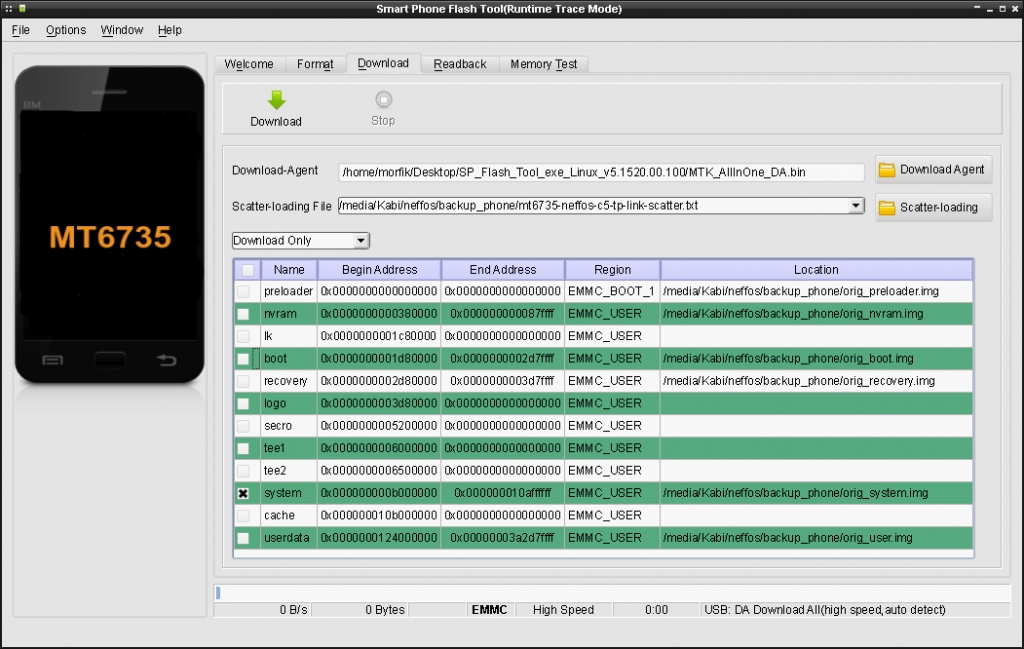 Smart Phone Flash Tool(Runtime Trace Mode)
File Options Window Help
Welcome Format Download Readback Memory Test
BM
MT6735
Download Stop
Download-Agent /home/morfik/Desktop/SP_Flash_Tool_exe_Linux_v5.1520.00.100/MTK_AllInOne_DA.bin Download Agent
Scatter-loading File /media/Kabi/neffos/backup_phone/mt6735-neffos-c5-tp-link-scatter.txt Scatter-loading
Download Only
Name Begin Address End Address Region Location
preloader 0x0000000000000000 0x0000000000000000 EMMC_BOOT_1 /media/Kabi/neffos/backup_phone/orig_preloader.img
nvram 0x0000000000380000 0x000000000087ffff EMMC_USER /media/Kabi/neffos/backup_phone/orig_nvram.img
lk 0x0000000001c80000 0x0000000000000000 EMMC_USER
boot 0x0000000001d80000 0x0000000002d7ffff EMMC_USER /media/Kabi/neffos/backup_phone/orig_boot.img
recovery 0x0000000002d80000 0x0000000003d7ffff EMMC_USER /media/Kabi/neffos/backup_phone/orig_recovery.img
logo 0x0000000003d80000 0x0000000000000000 EMMC_USER
secro 0x0000000005200000 0x0000000000000000 EMMC_USER
tee1 0x0000000006000000 0x0000000000000000 EMMC_USER
tee2 0x0000000006500000 0x0000000000000000 EMMC_USER
system 0x000000000b000000 0x000000010affffff EMMC_USER /media/Kabi/neffos/backup_phone/orig_system.img
cache 0x000000010b000000 0x0000000000000000 EMMC_USER
userdata 0x0000000124000000 0x00000003a2d7ffff EMMC_USER /media/Kabi/neffos/backup_phone/orig_user.img
0 B/s 0 Bytes EMMC High Speed 0:00 USB: DA Download All(high speed,auto detect)